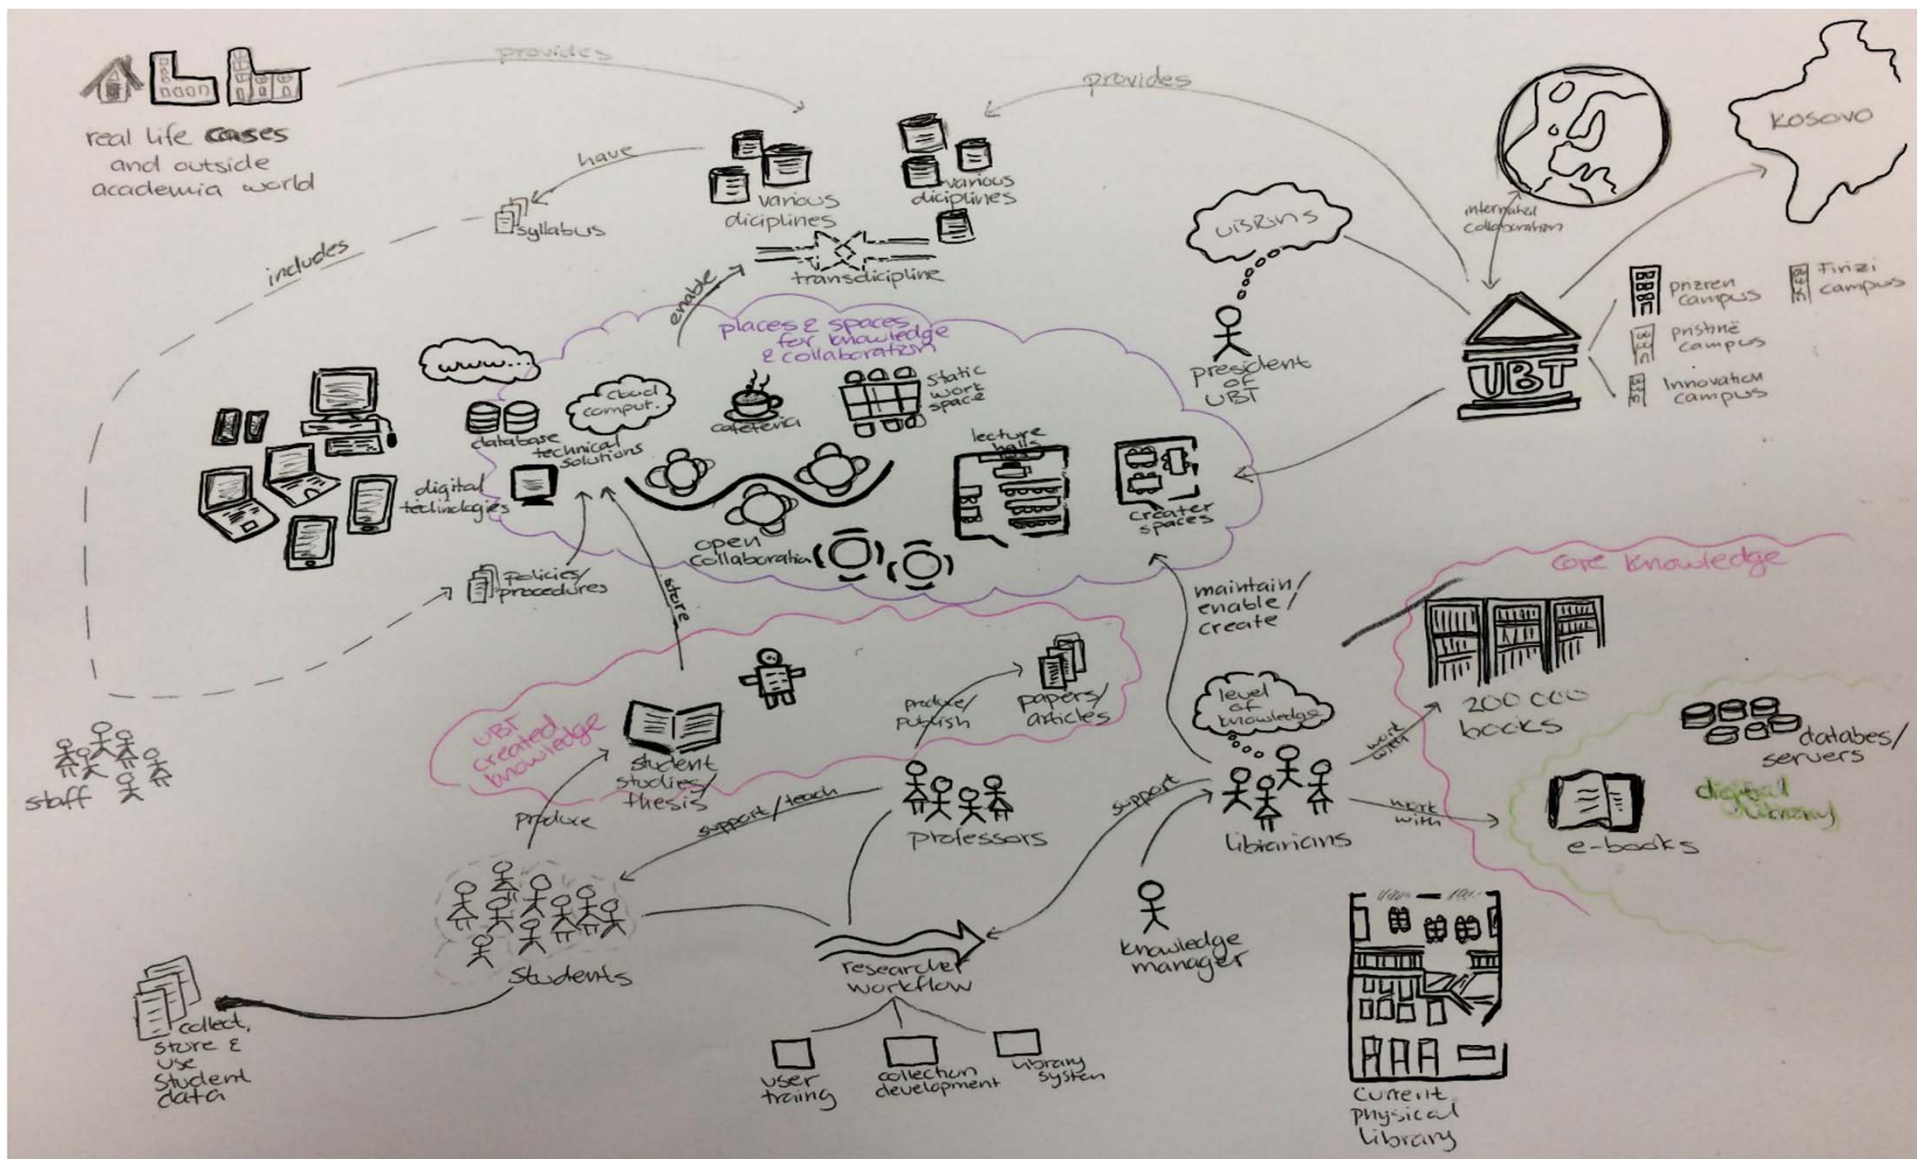 provides
real life cases
and outside
academia world
have
syllabus
includes
various
diciplines
various
diciplines
transdicipline
enable
provides
visions
president
of
UBT
collaboration
KOSOVO
UBT
prizren
campus
campus
campus
Innovation
campus
places & spaces
for knowledge
& collaboration
www...
database
cloud
comput.
technical
solutions
cafeteria
static
work
space
lecture
halls
creater
spaces
digital
technologies
open
collaboration
policies/
procedures
store
maintain/
enable/
create
core knowledge
200 000
books
databes/
servers
digital
library
e-books
work
with
work
with
level
of
knowledge
librarians
support
knowledge
manager
UBT
created
knowledge
student
studies/
thesis
produce/
publish
papers/
articles
professors
support/teach
produce
staff
students
collect,
store &
use
student
data
researcher
workflow
user
traing
collection
development
library
system
Current
physical
library